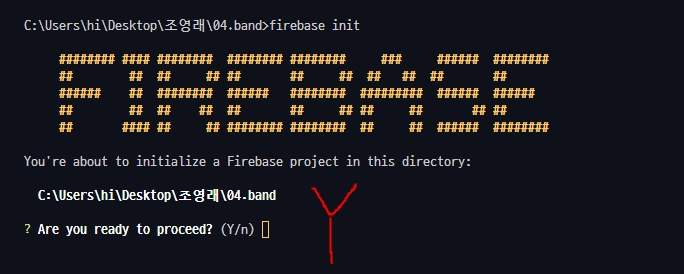 C:\Users\hi\Desktop\조영래\04.band>firebase init
FIREBASE
You're about to initialize a Firebase project in this directory:
C:\Users\hi\Desktop\조영래\04.band
? Are you ready to proceed? (Y/n)
Y